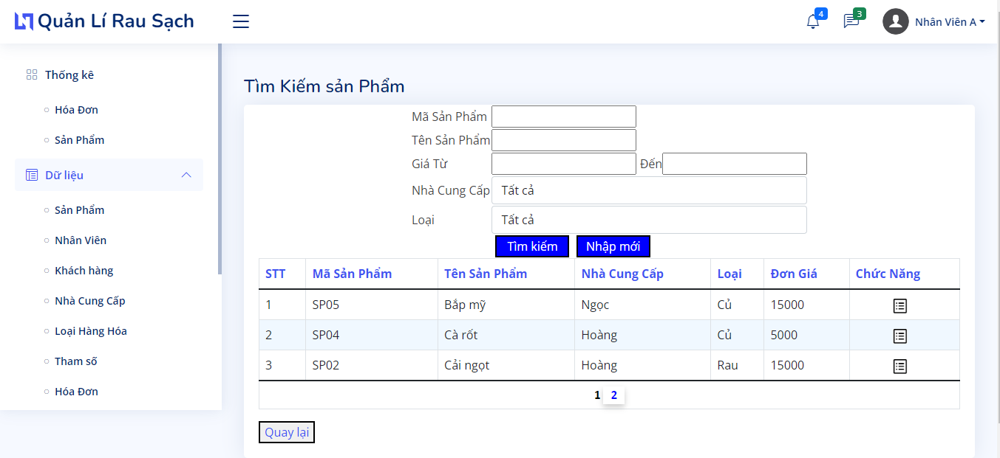 Quản Lí Rau Sạch
4
3
Nhân Viên A
Thống kê
Hóa Đơn
Sản Phẩm
Dữ liệu
Sản Phẩm
Nhân Viên
Khách hàng
Nhà Cung Cấp
Loại Hàng Hóa
Tham số
Hóa Đơn
Tìm Kiếm sản Phẩm
Mã Sản Phẩm
Tên Sản Phẩm
Giá Từ Đến
Nhà Cung Cấp Tất cả
Loại Tất cả
Tìm kiếm Nhập mới
STT Mã Sản Phẩm Tên Sản Phẩm Nhà Cung Cấp Loại Đơn Giá Chức Năng
1 SP05 Bắp mỹ Ngọc Củ 15000
2 SP04 Cà rốt Hoàng Củ 5000
3 SP02 Cải ngọt Hoàng Rau 15000
1 2
Quay lại